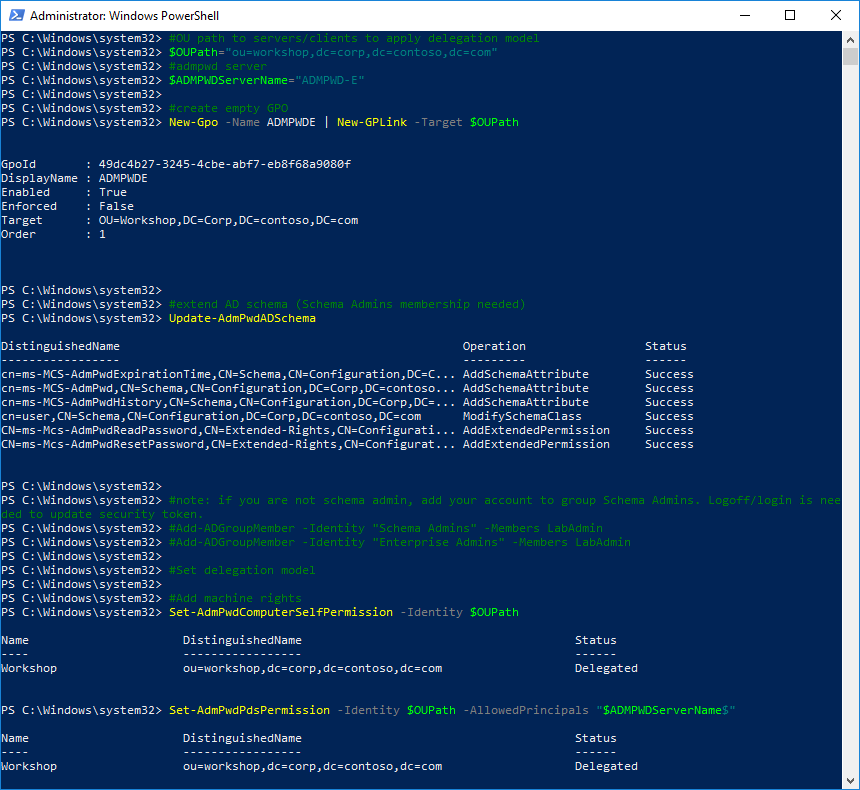 Administrator: Windows PowerShell
PS C:\Windows\system32> #OU path to servers/clients to apply delegation model
PS C:\Windows\system32> $OUPath="ou=workshop,dc=corp,dc=contoso,dc=com"
PS C:\Windows\system32> #admpwd server
PS C:\Windows\system32> $ADMPWDServerName="ADMPWD-E"
PS C:\Windows\system32>
PS C:\Windows\system32> #create empty GPO
PS C:\Windows\system32> New-Gpo -Name ADMPWDE | New-GPLink -Target $OUPath
GpoId       : 49dc4b27-3245-4cbe-abf7-eb8f68a9080f
DisplayName : ADMPWDE
Enabled     : True
Enforced    : False
Target      : OU=Workshop,DC=Corp,DC=contoso,DC=com
Order       : 1
PS C:\Windows\system32>
PS C:\Windows\system32> #extend AD schema (Schema Admins membership needed)
PS C:\Windows\system32> Update-AdmPwdADSchema
DistinguishedName                                                 Operation                 Status
-----------------                                                 ---------                 ------
cn=ms-MCS-AdmPwdExpirationTime,CN=Schema,CN=Configuration,DC=C... AddSchemaAttribute        Success
cn=ms-MCS-AdmPwd,CN=Schema,CN=Configuration,DC=Corp,DC=contoso... AddSchemaAttribute        Success
cn=ms-MCS-AdmPwdHistory,CN=Schema,CN=Configuration,DC=Corp,DC=... AddSchemaAttribute        Success
cn=user,CN=Schema,CN=Configuration,DC=Corp,DC=contoso,DC=com      ModifySchemaClass         Success
CN=ms-Mcs-AdmPwdReadPassword,CN=Extended-Rights,CN=Configurati... AddExtendedPermission     Success
CN=ms-Mcs-AdmPwdResetPassword,CN=Extended-Rights,CN=Configurat... AddExtendedPermission     Success
PS C:\Windows\system32>
PS C:\Windows\system32> #note: if you are not schema admin, add your account to group Schema Admins. Logoff/login is nee
ded to update security token.
PS C:\Windows\system32> #Add-ADGroupMember -Identity "Schema Admins" -Members LabAdmin
PS C:\Windows\system32> #Add-ADGroupMember -Identity "Enterprise Admins" -Members LabAdmin
PS C:\Windows\system32>
PS C:\Windows\system32> #Set delegation model
PS C:\Windows\system32>
PS C:\Windows\system32> #Add machine rights
PS C:\Windows\system32> Set-AdmPwdComputerSelfPermission -Identity $OUPath
Name                      DistinguishedName                                       Status
----                      -----------------                                       ------
Workshop                  ou=workshop,dc=corp,dc=contoso,dc=com                   Delegated
PS C:\Windows\system32> Set-AdmPwdPdsPermission -Identity $OUPath -AllowedPrincipals "$ADMPWDServerName$"
Name                      DistinguishedName                                       Status
----                      -----------------                                       ------
Workshop                  ou=workshop,dc=corp,dc=contoso,dc=com                   Delegated